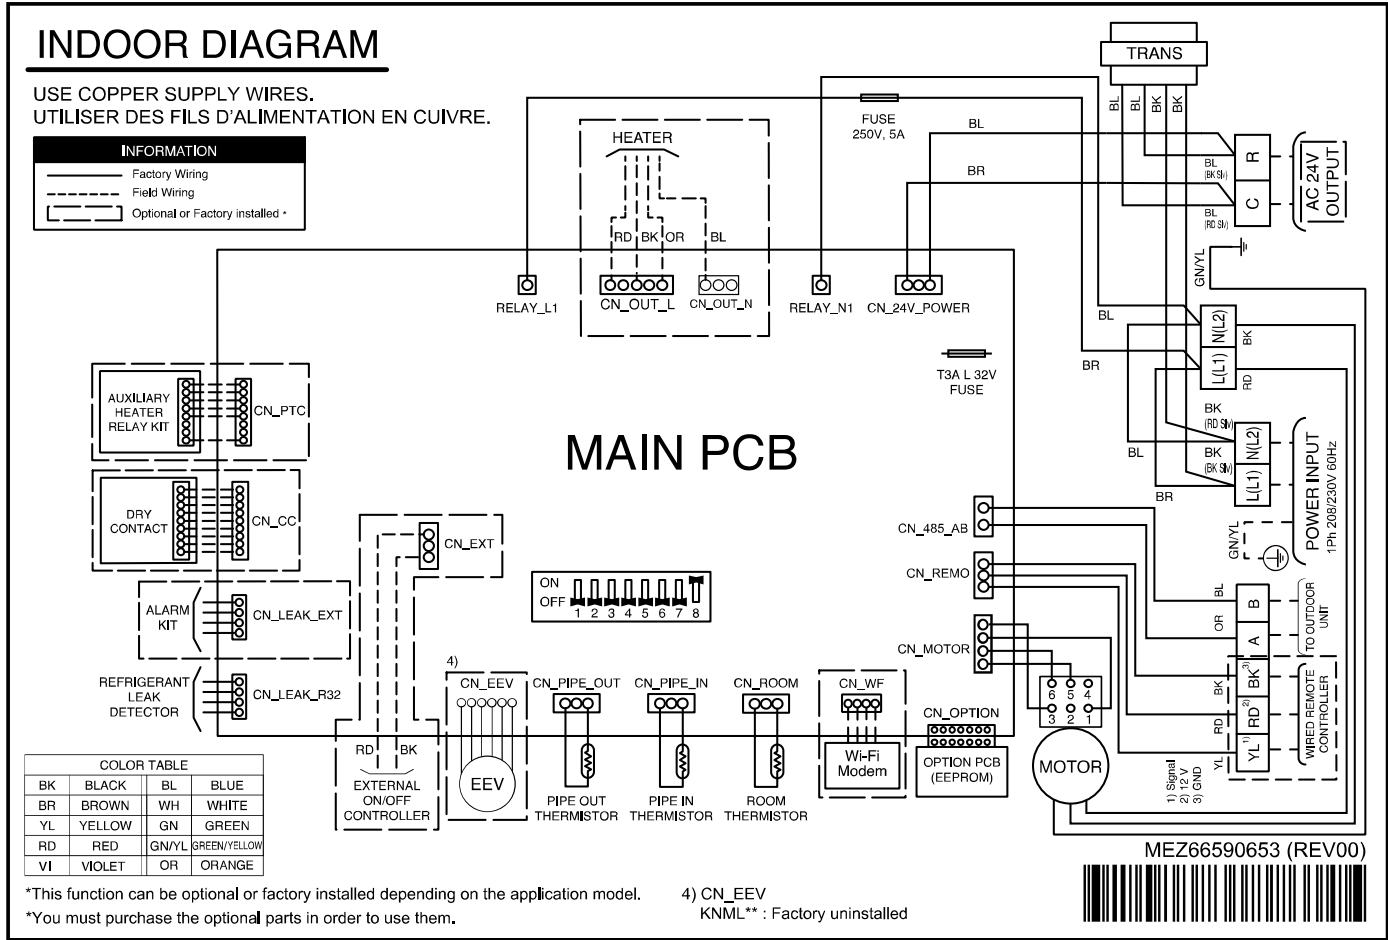 INDOOR DIAGRAM
USE COPPER SUPPLY WIRES.
UTILISER DES FILS D'ALIMENTATION EN CUIVRE.
INFORMATION
Factory Wiring
Field Wiring
Optional or Factory installed *
HEATER
RD BK OR BL
CN_OUT_L
CN_OUT_N
RELAY_L1
FUSE
250V, 5A
RELAY_N1
CN_24V_POWER
BL
BR
T3A L 32V
FUSE
TRANS
BL BL BK BK
BL
(BK Slv)
BL
(RD Slv)
R
C
AC 24V
OUTPUT
GN/YL
BL
BR
N(L2)
L(L1)
BK
RD
BK
(RD Slv)
BK
(BK Slv)
BL
BR
N(L2)
L(L1)
POWER INPUT
1Ph 208/230V 60Hz
GN/YL
AUXILIARY
HEATER
RELAY KIT
CN_PTC
DRY
CONTACT
CN_CC
ALARM
KIT
CN_LEAK_EXT
REFRIGERANT
LEAK
DETECTOR
CN_LEAK_R32
MAIN PCB
CN_EXT
RD BK
EXTERNAL
ON/OFF
CONTROLLER
ON
OFF
1 2 3 4 5 6 7 8
4)
CN_EEV
EEV
CN_PIPE_OUT
PIPE OUT
THERMISTOR
CN_PIPE_IN
PIPE IN
THERMISTOR
CN_ROOM
ROOM
THERMISTOR
CN_WF
Wi-Fi
Modem
CN_OPTION
OPTION PCB
(EEPROM)
CN_485_AB
CN_REMO
CN_MOTOR
6 5 4
3 2 1
MOTOR
BL
OR
BK
RD
YL
B
A
BK 3)
RD 2)
YL 1)
TO OUTDOOR
UNIT
WIRED REMOTE
CONTROLLER
1) Signal
2) 12 V
3) GND
COLOR TABLE
BK BLACK BL BLUE
BR BROWN WH WHITE
YL YELLOW GN GREEN
RD RED GN/YL GREEN/YELLOW
VI VIOLET OR ORANGE
MEZ66590653 (REV00)
*This function can be optional or factory installed depending on the application model.
*You must purchase the optional parts in order to use them.
4) CN_EEV
KNML** : Factory uninstalled